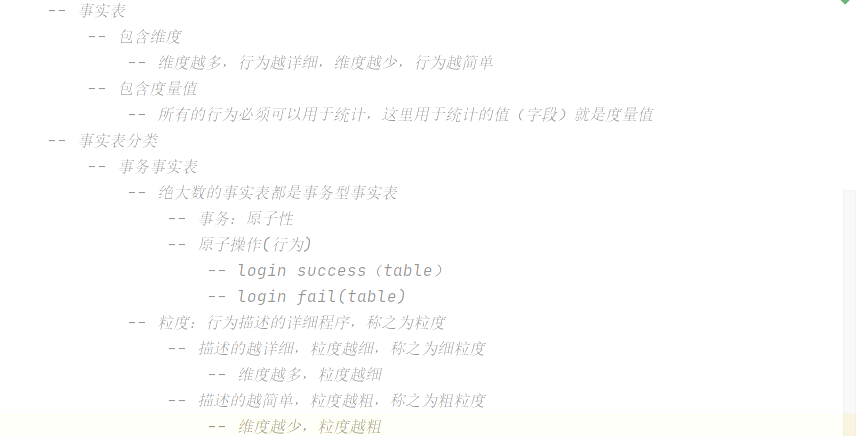 -- 事实表
-- 包含维度
-- 维度越多，行为越详细，维度越少，行为越简单
-- 包含度量值
-- 所有的行为必须可以用于统计，这里用于统计的值（字段）就是度量值
-- 事实表分类
-- 事务事实表
-- 绝大数的事实表都是事务型事实表
-- 事务：原子性
-- 原子操作(行为)
-- login success（table）
-- login fail(table)
-- 粒度：行为描述的详细程序，称之为粒度
-- 描述的越详细，粒度越细，称之为细粒度
-- 维度越多，粒度越细
-- 描述的越简单，粒度越粗，称之为粗粒度
-- 维度越少，粒度越粗